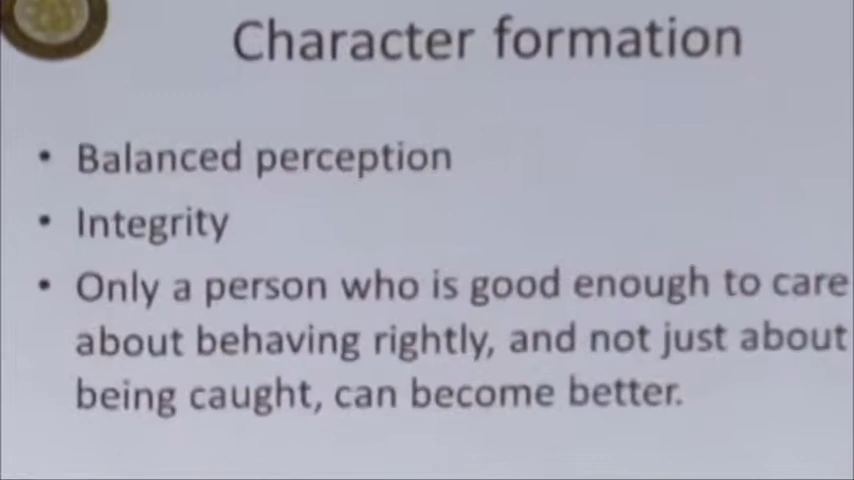 Character formation
• Balanced perception
• Integrity
• Only a person who is good enough to care
about behaving rightly, and not just about
being caught, can become better.